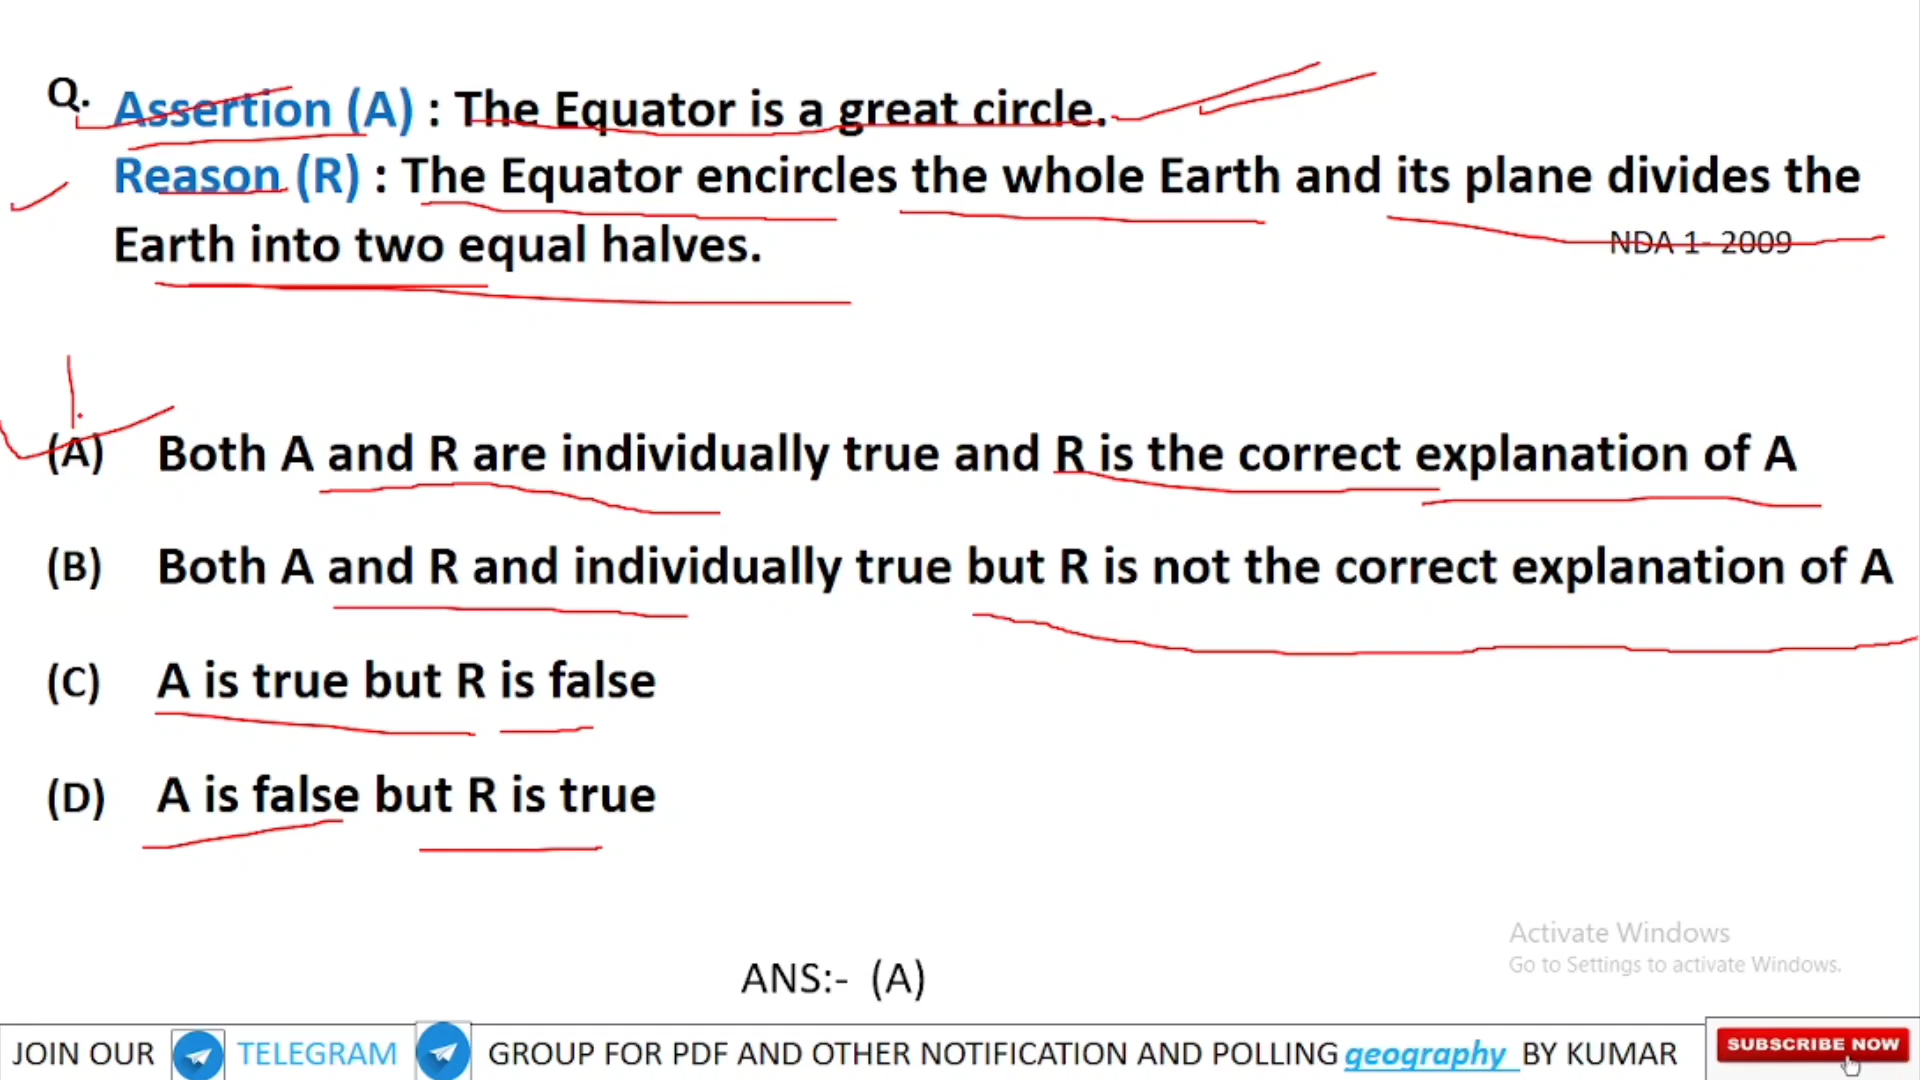 Q. Assertion (A) : The Equator is a great circle.
Reason (R) : The Equator encircles the whole Earth and its plane divides the
Earth into two equal halves.
NDA 1- 2009
(A) Both A and R are individually true and R is the correct explanation of A
(B) Both A and R and individually true but R is not the correct explanation of A
(C) A is true but R is false
(D) A is false but R is true
Activate Windows
Go to Settings to activate Windows.
ANS:- (A)
JOIN OUR TELEGRAM GROUP FOR PDF AND OTHER NOTIFICATION AND POLLING geography BY KUMAR SUBSCRIBE NOW